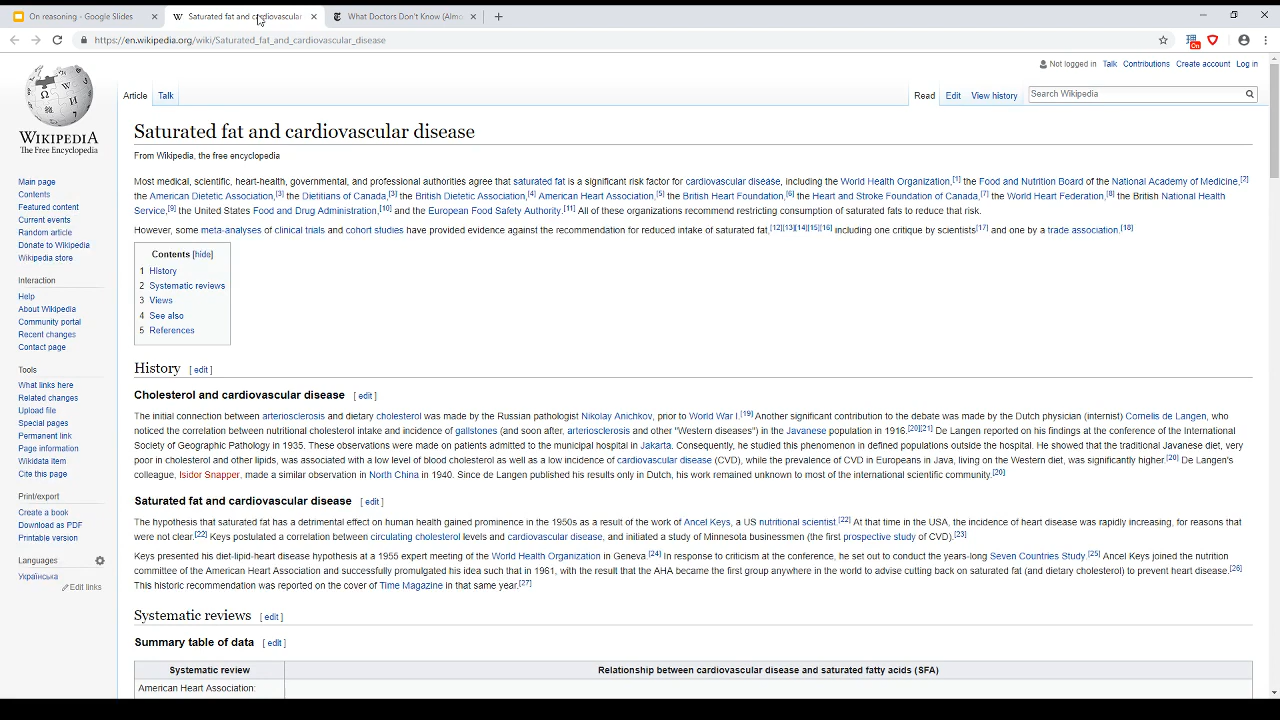 On reasoning - Google Slides
Saturated fat and cardiovascular
What Doctors Don't Know (Almo
https://en.wikipedia.org/wiki/Saturated_fat_and_cardiovascular_disease
On
Not logged in Talk Contributions Create account Log in
Article Talk
Read Edit View history
Search Wikipedia
WIKIPEDIA
The Free Encyclopedia
Main page
Contents
Featured content
Current events
Random article
Donate to Wikipedia
Wikipedia store
Interaction
Help
About Wikipedia
Community portal
Recent changes
Contact page
Tools
What links here
Related changes
Upload file
Special pages
Permanent link
Page information
Wikidata item
Cite this page
Print/export
Create a book
Download as PDF
Printable version
Languages
Українська
Edit links
Saturated fat and cardiovascular disease
From Wikipedia, the free encyclopedia
Most medical, scientific, heart-health, governmental, and professional authorities agree that saturated fat is a significant risk factor for cardiovascular disease, including the World Health Organization,[1] the Food and Nutrition Board of the National Academy of Medicine,[2]
the American Dietetic Association,[3] the Dietitians of Canada,[3] the British Dietetic Association,[4] American Heart Association,[5] the British Heart Foundation,[6] the Heart and Stroke Foundation of Canada,[7] the World Heart Federation,[8] the British National Health
Service,[9] the United States Food and Drug Administration,[10] and the European Food Safety Authority.[11] All of these organizations recommend restricting consumption of saturated fats to reduce that risk.
However, some meta-analyses of clinical trials and cohort studies have provided evidence against the recommendation for reduced intake of saturated fat,[12][13][14][15][16] including one critique by scientists[17] and one by a trade association.[18]
Contents [hide]
1 History
2 Systematic reviews
3 Views
4 See also
5 References
History [ edit ]
Cholesterol and cardiovascular disease [ edit ]
The initial connection between arteriosclerosis and dietary cholesterol was made by the Russian pathologist Nikolay Anichkov, prior to World War I.[19] Another significant contribution to the debate was made by the Dutch physician (internist) Cornelis de Langen, who
noticed the correlation between nutritional cholesterol intake and incidence of gallstones (and soon after, arteriosclerosis and other "Western diseases") in the Javanese population in 1916.[20][21] De Langen reported on his findings at the conference of the International
Society of Geographic Pathology in 1935. These observations were made on patients admitted to the municipal hospital in Jakarta. Consequently, he studied this phenomenon in defined populations outside the hospital. He showed that the traditional Javanese diet, very
poor in cholesterol and other lipids, was associated with a low level of blood cholesterol as well as a low incidence of cardiovascular disease (CVD), while the prevalence of CVD in Europeans in Java, living on the Western diet, was significantly higher.[20] De Langen's
colleague, Isidor Snapper, made a similar observation in North China in 1940. Since de Langen published his results only in Dutch, his work remained unknown to most of the international scientific community.[20]
Saturated fat and cardiovascular disease [ edit ]
The hypothesis that saturated fat has a detrimental effect on human health gained prominence in the 1950s as a result of the work of Ancel Keys, a US nutritional scientist.[22] At that time in the USA, the incidence of heart disease was rapidly increasing, for reasons that
were not clear.[22] Keys postulated a correlation between circulating cholesterol levels and cardiovascular disease, and initiated a study of Minnesota businessmen (the first prospective study of CVD).[23]
Keys presented his diet-lipid-heart disease hypothesis at a 1955 expert meeting of the World Health Organization in Geneva.[24] In response to criticism at the conference, he set out to conduct the years-long Seven Countries Study.[25] Ancel Keys joined the nutrition
committee of the American Heart Association and successfully promulgated his idea such that in 1961, with the result that the AHA became the first group anywhere in the world to advise cutting back on saturated fat (and dietary cholesterol) to prevent heart disease.[26]
This historic recommendation was reported on the cover of Time Magazine in that same year.[27]
Systematic reviews [ edit ]
Summary table of data [ edit ]
Systematic review Relationship between cardiovascular disease and saturated fatty acids (SFA)
American Heart Association: